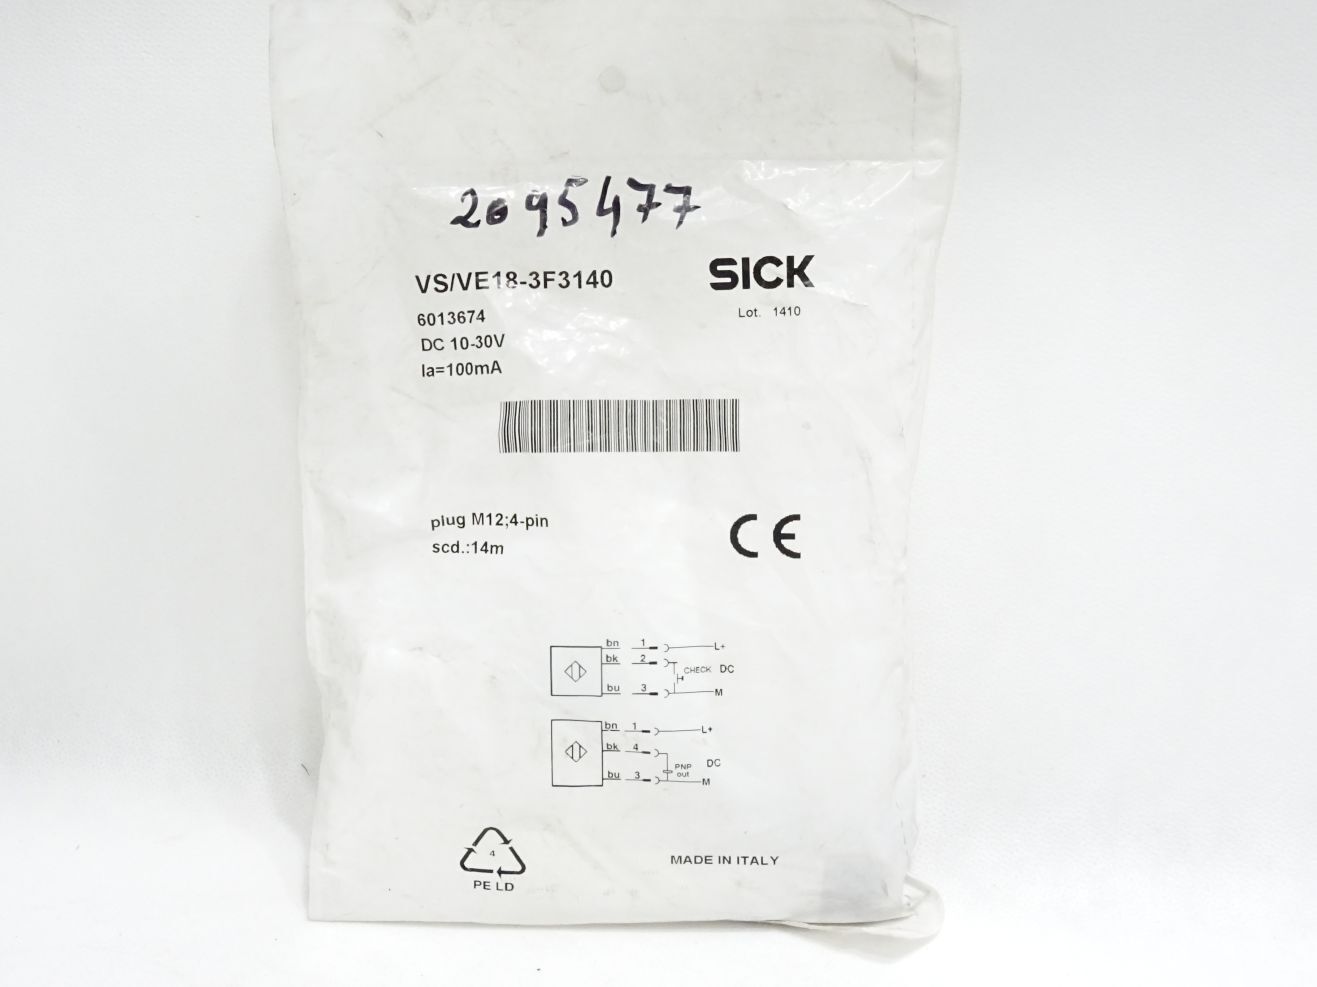 2095477
VS/VE18-3F3140
SICK
6013674
Lot. 1410
DC 10-30V
Ia=100mA
plug M12;4-pin
scd.:14m
CE
bn 1 L+
bk 2 CHECK DC
bu 3 M
bn 1 L+
bk 4 PNP out DC
bu 3 M
4
PE LD
MADE IN ITALY